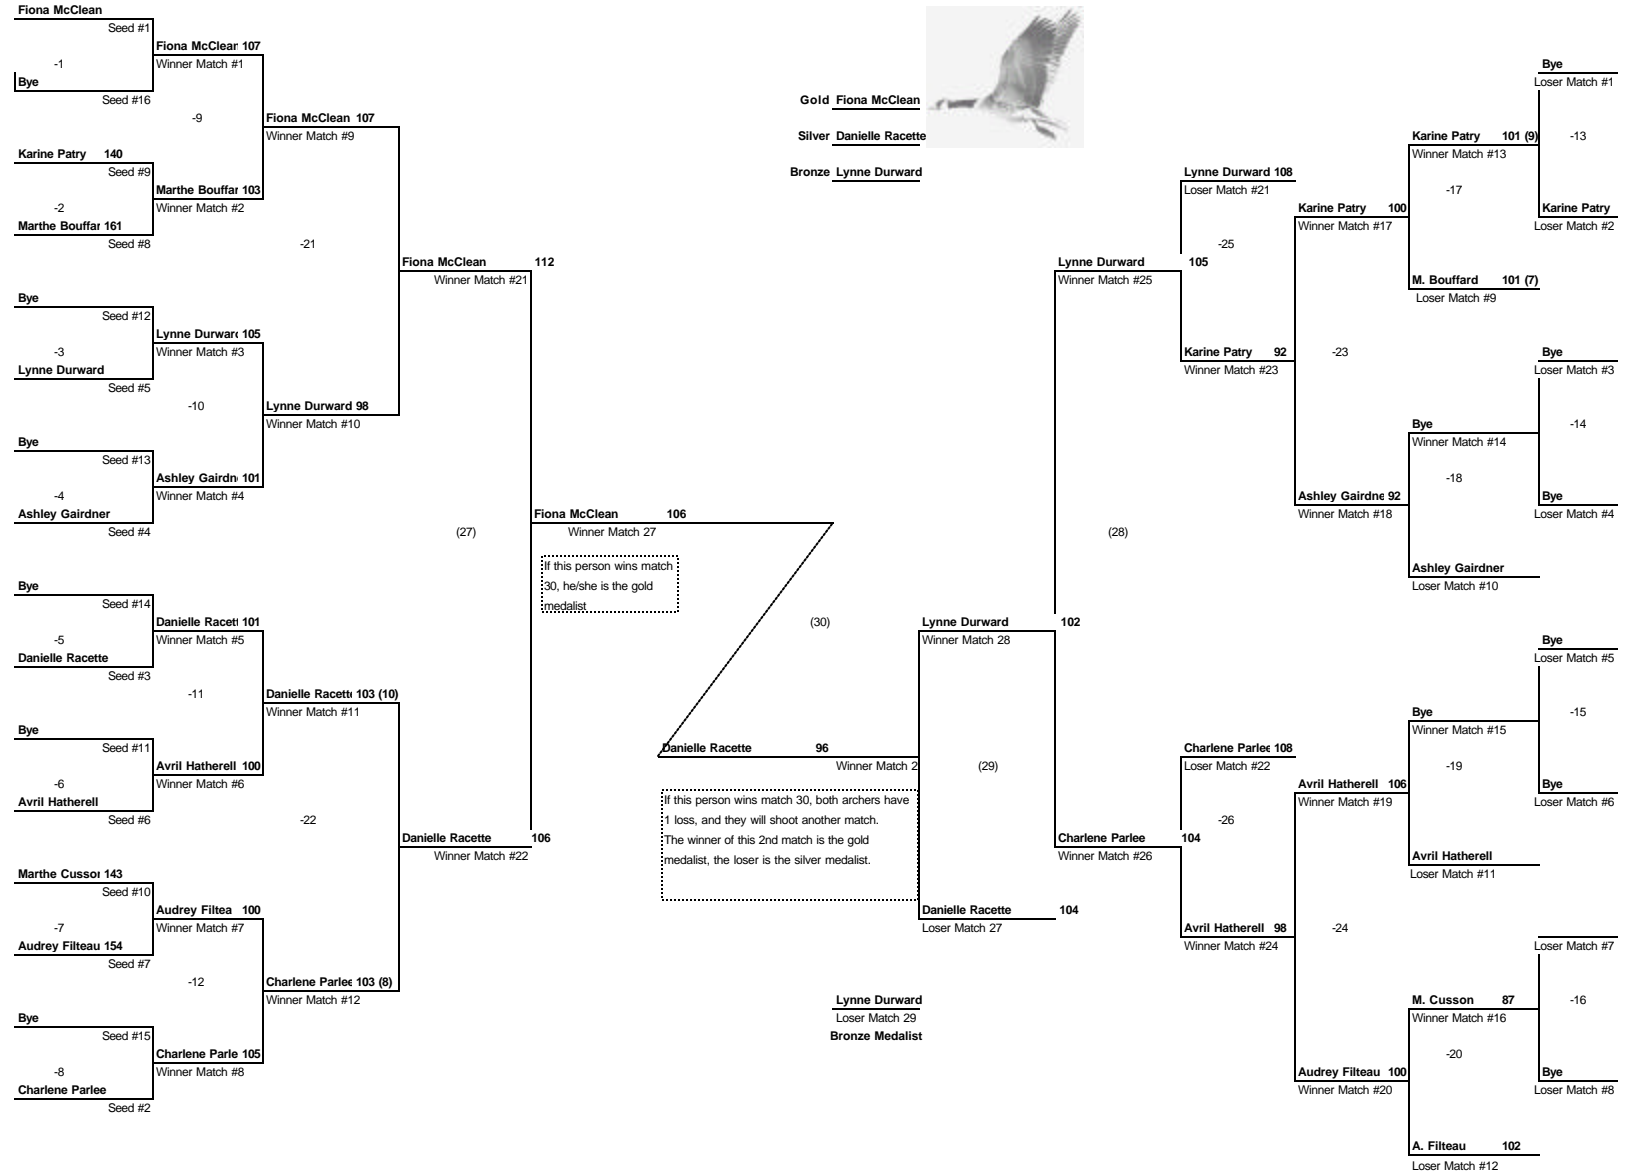 Fiona McClean
Seed #1
Fiona McClean 107
-1
Winner Match #1
Bye
Seed #16
-9
Fiona McClean 107
Winner Match #9
Karine Patry 140
Seed #9
Marthe Bouffar 103
-2
Winner Match #2
Marthe Bouffar 161
Seed #8
-21
Fiona McClean 112
Winner Match #21
Bye
Seed #12
Lynne Durward 105
-3
Winner Match #3
Lynne Durward
Seed #5
-10
Lynne Durward 98
Winner Match #10
Bye
Seed #13
Ashley Gairdn 101
-4
Winner Match #4
Ashley Gairdner
Seed #4
(27)
Fiona McClean 106
Winner Match 27
If this person wins match
30, he/she is the gold
medalist
Bye
Seed #14
Danielle Racett 101
-5
Winner Match #5
Danielle Racette
Seed #3
-11
Danielle Racette 103 (10)
Winner Match #11
Bye
Seed #11
Avril Hatherell 100
-6
Winner Match #6
Avril Hatherell
Seed #6
-22
Danielle Racette 106
Winner Match #22
Marthe Cusson 143
Seed #10
Audrey Filtea 100
-7
Winner Match #7
Audrey Filteau 154
Seed #7
-12
Charlene Parlee 103 (8)
Winner Match #12
Bye
Seed #15
Charlene Parle 105
-8
Winner Match #8
Charlene Parlee
Seed #2
Gold Fiona McClean
Silver Danielle Racette
Bronze Lynne Durward
(30)
Danielle Racette 96
Winner Match 2
If this person wins match 30, both archers have
1 loss, and they will shoot another match.
The winner of this 2nd match is the gold
medalist, the loser is the silver medalist.
Lynne Durward 102
Winner Match 28
(29)
Danielle Racette 104
Loser Match 27
Lynne Durward
Loser Match 29
Bronze Medalist
Lynne Durward 105
Winner Match #25
(28)
Charlene Parlee 104
Winner Match #26
Lynne Durward 108
Loser Match #21
-25
Karine Patry 92
Winner Match #23
Charlene Parlee 108
Loser Match #22
-26
Avril Hatherell 98
Winner Match #24
Karine Patry 100
Winner Match #17
-23
Ashley Gairdne 92
Winner Match #18
Avril Hatherell 106
Winner Match #19
-24
Audrey Filteau 100
Winner Match #20
Karine Patry 101 (9)
Winner Match #13
-17
M. Bouffard 101 (7)
Loser Match #9
Bye
Winner Match #14
-18
Ashley Gairdner
Loser Match #10
Bye
Winner Match #15
-19
Avril Hatherell
Loser Match #11
M. Cusson 87
Winner Match #16
-20
A. Filteau 102
Loser Match #12
Bye
Loser Match #1
-13
Karine Patry
Loser Match #2
Bye
Loser Match #3
-14
Bye
Loser Match #4
Bye
Loser Match #5
-15
Bye
Loser Match #6
Loser Match #7
-16
Bye
Loser Match #8